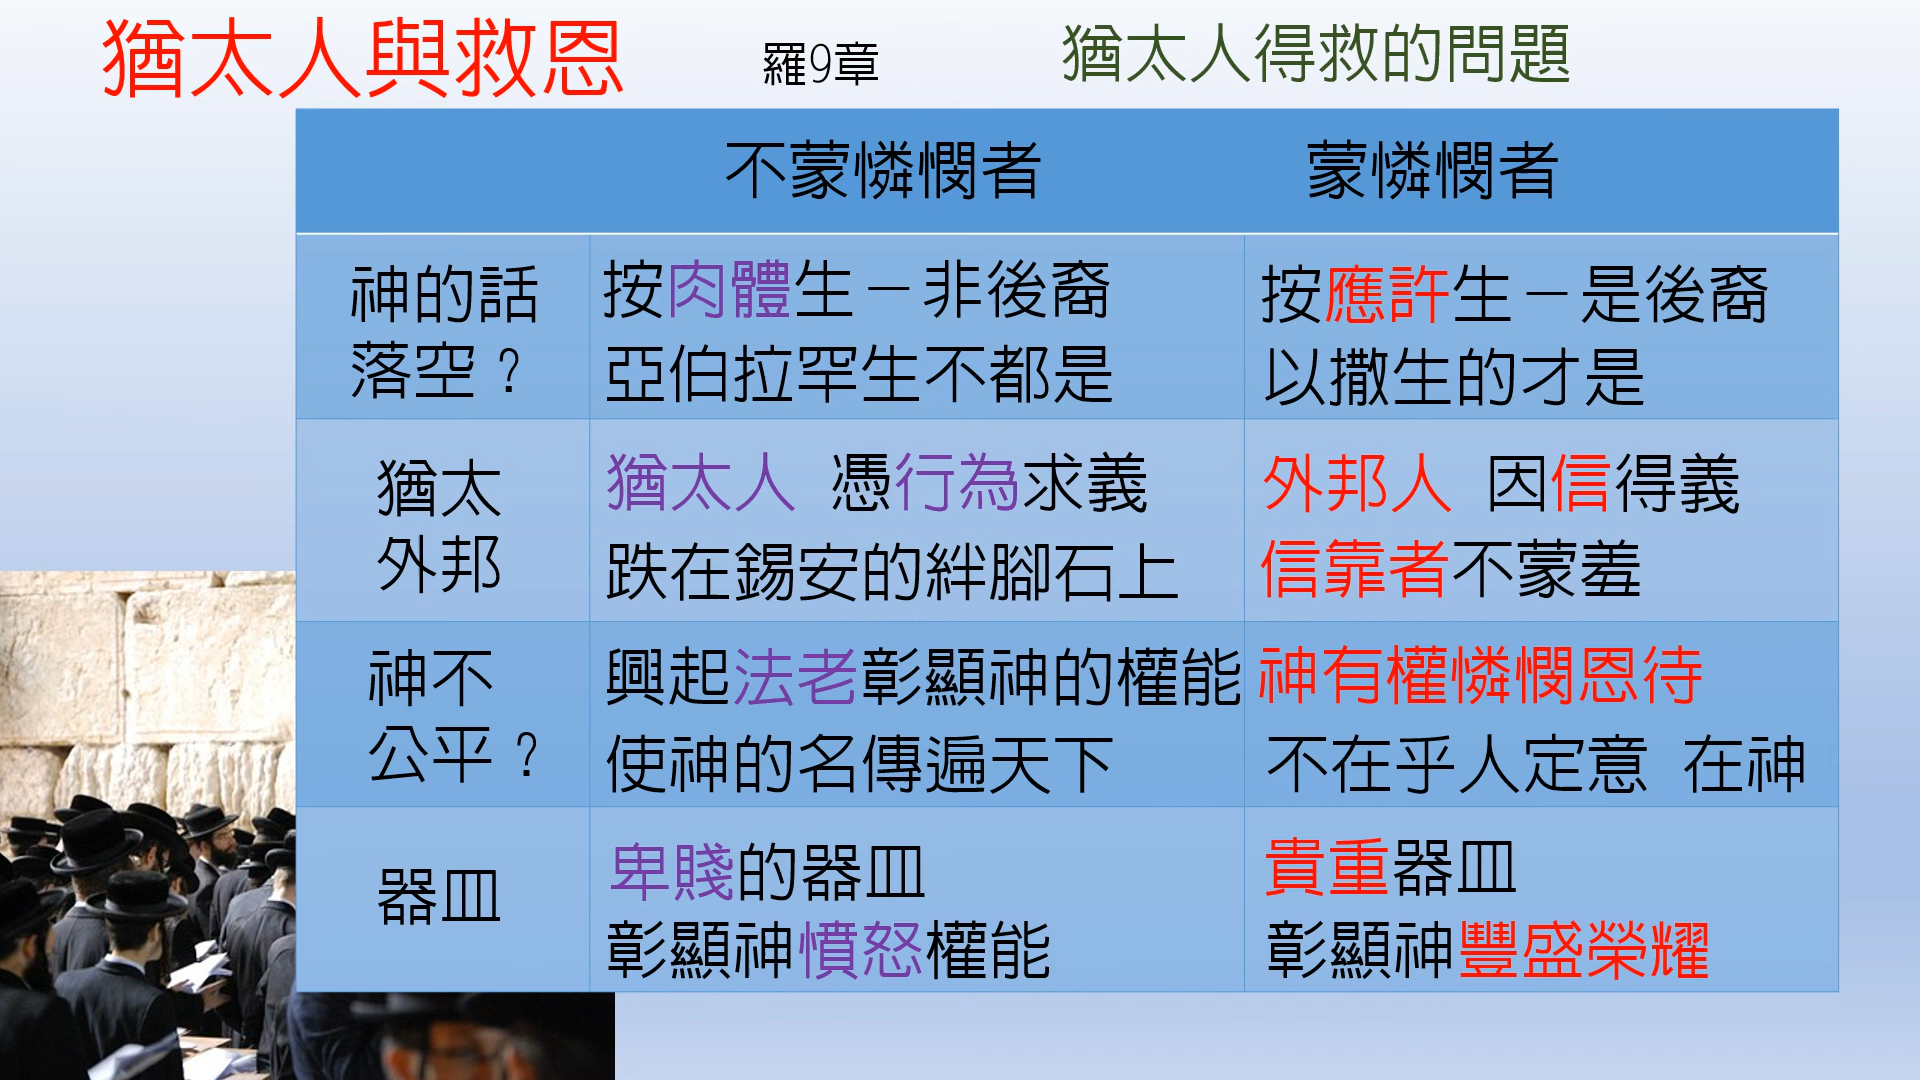 猶太人與救恩 羅9章 猶太人得救的問題
不蒙憐憫者 蒙憐憫者
神的話
落空？
按肉體生－非後裔
亞伯拉罕生不都是
按應許生－是後裔
以撒生的才是
猶太
外邦
猶太人 憑行為求義
跌在錫安的絆腳石上
外邦人 因信得義
信靠者不蒙羞
神不
公平？
興起法老彰顯神的權能
使神的名傳遍天下
神有權憐憫恩待
不在乎人定意 在神
器皿
卑賤的器皿
彰顯神憤怒權能
貴重器皿
彰顯神豐盛榮耀